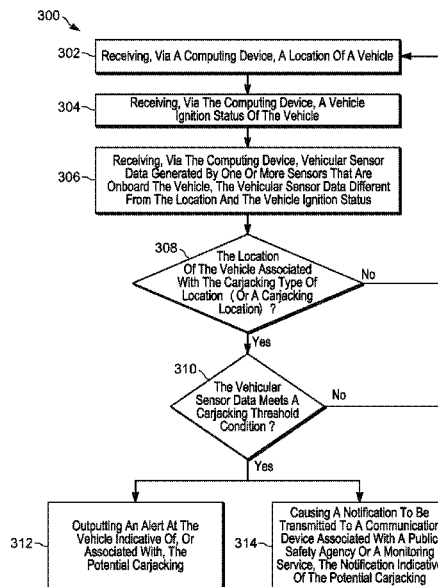 300
302
Receiving, Via A Computing Device, A Location Of A Vehicle
304
Receiving, Via The Computing Device, A Vehicle
Ignition Status Of The Vehicle
306
Receiving, Via The Computing Device, Vehicular Sensor
Data Generated By One Or More Sensors That Are
Onboard The Vehicle, The Vehicular Sensor Data Different
From The Location And The Vehicle Ignition Status
308
The Location
Of The Vehicle Associated
With The Carjacking Type Of
Location (Or A Carjacking
Location) ?
No
Yes
310
The Vehicular
Sensor Data Meets A
Carjacking Threshold
Condition ?
No
Yes
312
Outputting An Alert At The
Vehicle Indicative Of, Or
Associated With, The
Potential Carjacking
314
Causing A Notification To Be
Transmitted To A Communication
Device Associated With A Public
Safety Agency Or A Monitoring
Service, The Notification Indicative
Of The Potential Carjacking